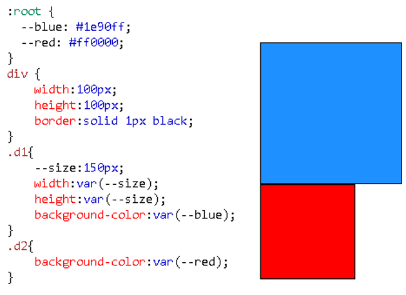 :root {
  --blue: #1e90ff;
  --red: #ff0000;
}
div {
    width:100px;
    height:100px;
    border:solid 1px black;
}
.d1{
    --size:150px;
    width:var(--size);
    height:var(--size);
    background-color:var(--blue);
}
.d2{
    background-color:var(--red);
}